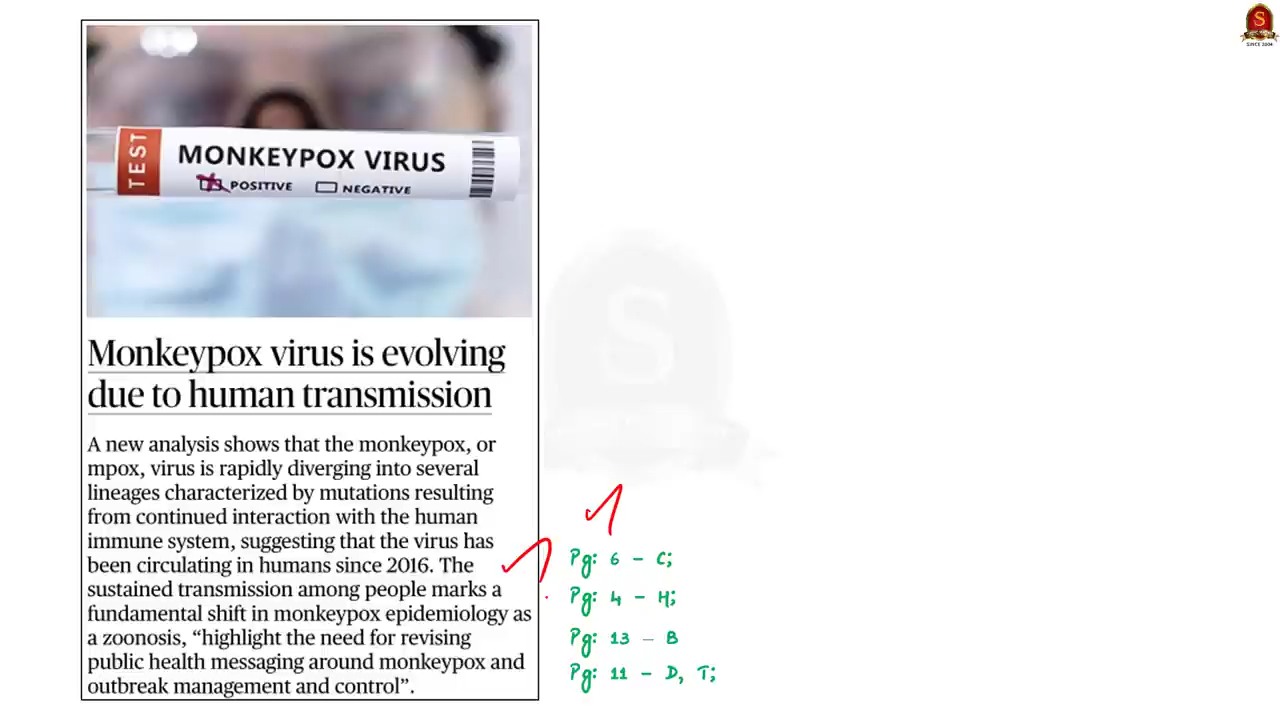 S
SINCE 2004
TEST
MONKEYPOX VIRUS
POSITIVE NEGATIVE
Monkeypox virus is evolving
due to human transmission
A new analysis shows that the monkeypox, or
mpox, virus is rapidly diverging into several
lineages characterized by mutations resulting
from continued interaction with the human
immune system, suggesting that the virus has
been circulating in humans since 2016. The
sustained transmission among people marks a
fundamental shift in monkeypox epidemiology as
a zoonosis, “highlight the need for revising
public health messaging around monkeypox and
outbreak management and control”.
S
Pg: 6 – C;
Pg: 4 – H;
Pg: 13 – B
Pg: 11 – D, T;